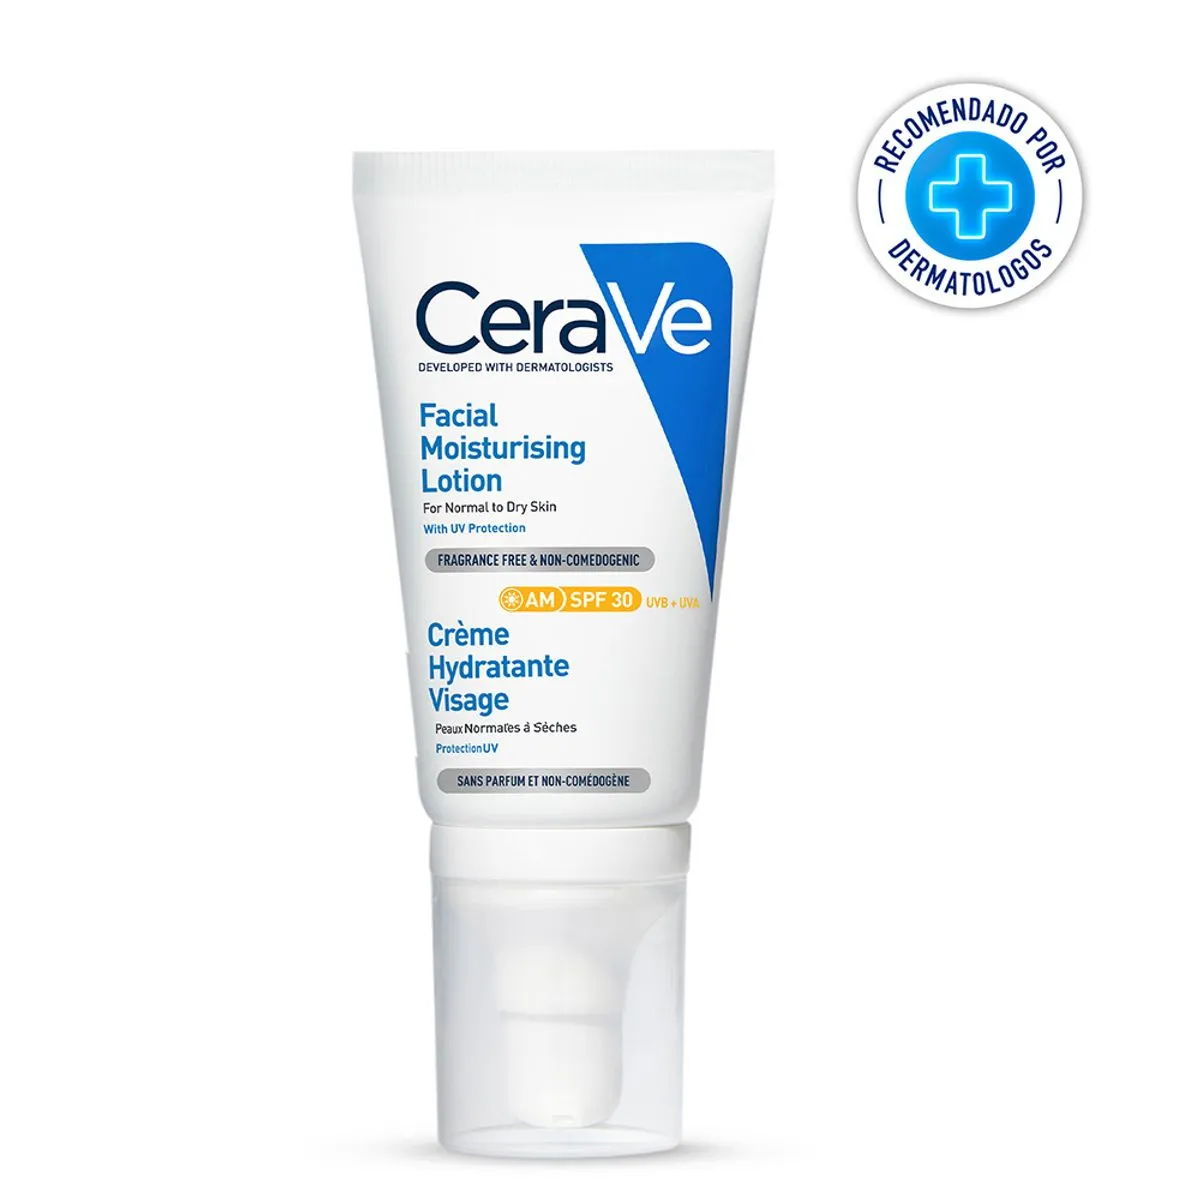 RECOMENDADO POR
DERMATOLOGOS
CeraVe
DEVELOPED WITH DERMATOLOGISTS
Facial
Moisturising
Lotion
For Normal to Dry Skin
With UV Protection
FRAGRANCE FREE & NON-COMEDOGENIC
AM SPF 30 UVB + UVA
Crème
Hydratante
Visage
Peaux Normales à Sèches
Protection UV
SANS PARFUM ET NON-COMÉDOGÈNE